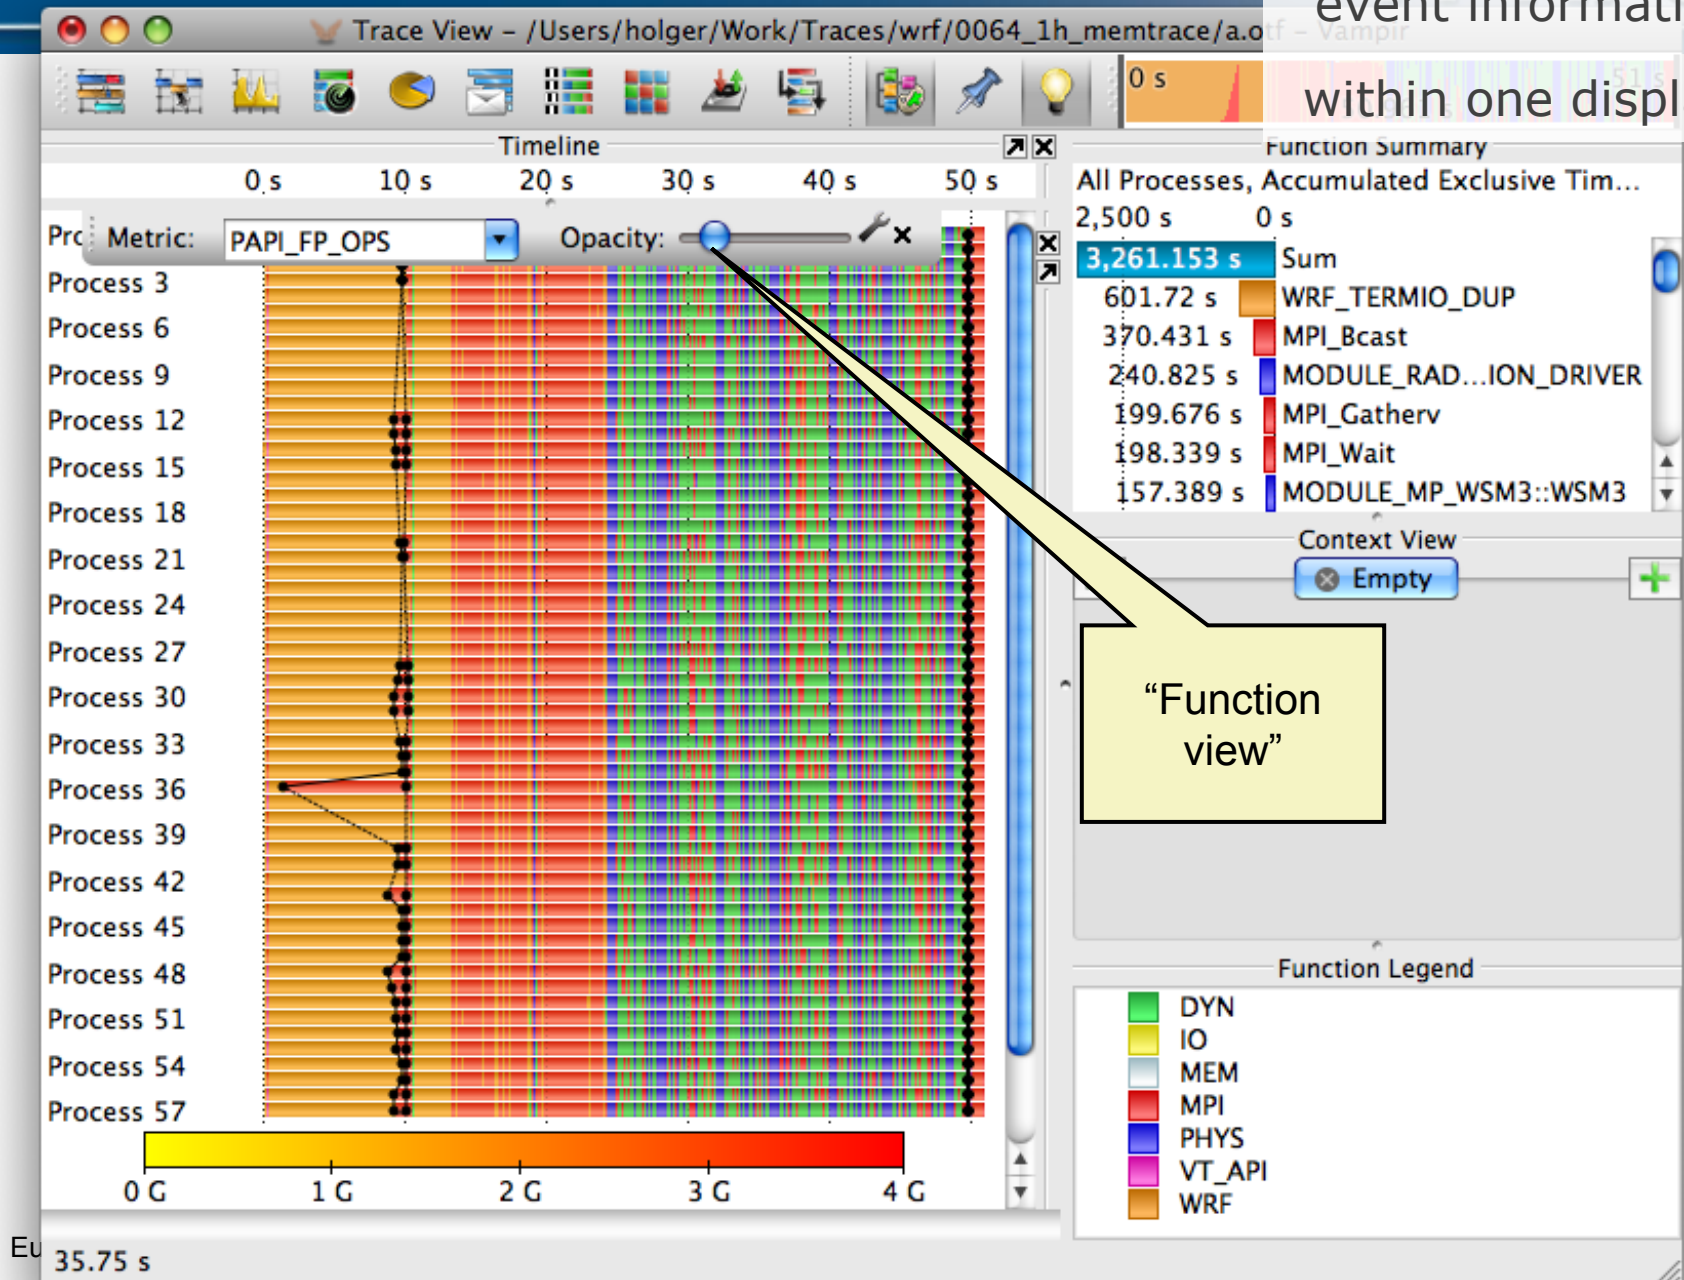 event informati
Trace View – /Users/holger/Work/Traces/wrf/0064_1h_memtrace/a.otf – Vampir
0 s
51 s
within one displ
Timeline
0 s 10 s 20 s 30 s 40 s 50 s
Metric: PAPI_FP_OPS Opacity:
Process 3
Process 6
Process 9
Process 12
Process 15
Process 18
Process 21
Process 24
Process 27
Process 30
Process 33
Process 36
Process 39
Process 42
Process 45
Process 48
Process 51
Process 54
Process 57
0 G 1 G 2 G 3 G 4 G
35.75 s
Eu
Function Summary
All Processes, Accumulated Exclusive Tim...
2,500 s 0 s
3,261.153 s Sum
601.72 s WRF_TERMIO_DUP
370.431 s MPI_Bcast
240.825 s MODULE_RAD...ION_DRIVER
199.676 s MPI_Gatherv
198.339 s MPI_Wait
157.389 s MODULE_MP_WSM3::WSM3
Context View
Empty
“Function
view”
Function Legend
DYN
IO
MEM
MPI
PHYS
VT_API
WRF